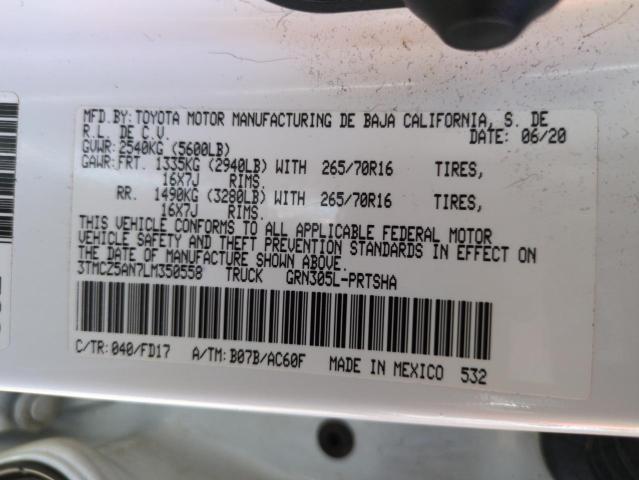 MFD.BY: TOYOTA MOTOR MANUFACTURING DE BAJA CALIFORNIA, S. DE
R.L. DE C.V. DATE: 06/20
GVWR: 2540KG (5600LB)
GAWR: FRT. 1335KG (2940LB) WITH 265/70R16 TIRES,
16X7J RIMS.
RR. 1490KG (3280LB) WITH 265/70R16 TIRES,
16X7J RIMS.
THIS VEHICLE CONFORMS TO ALL APPLICABLE FEDERAL MOTOR
VEHICLE SAFETY AND THEFT PREVENTION STANDARDS IN EFFECT ON
THE DATE OF MANUFACTURE SHOWN ABOVE.
3TMCZ5AN7LM350558 TRUCK GRN305L-PRTSHA
C/TR: 040/FD17 A/TM: B07B/AC60F MADE IN MEXICO 532